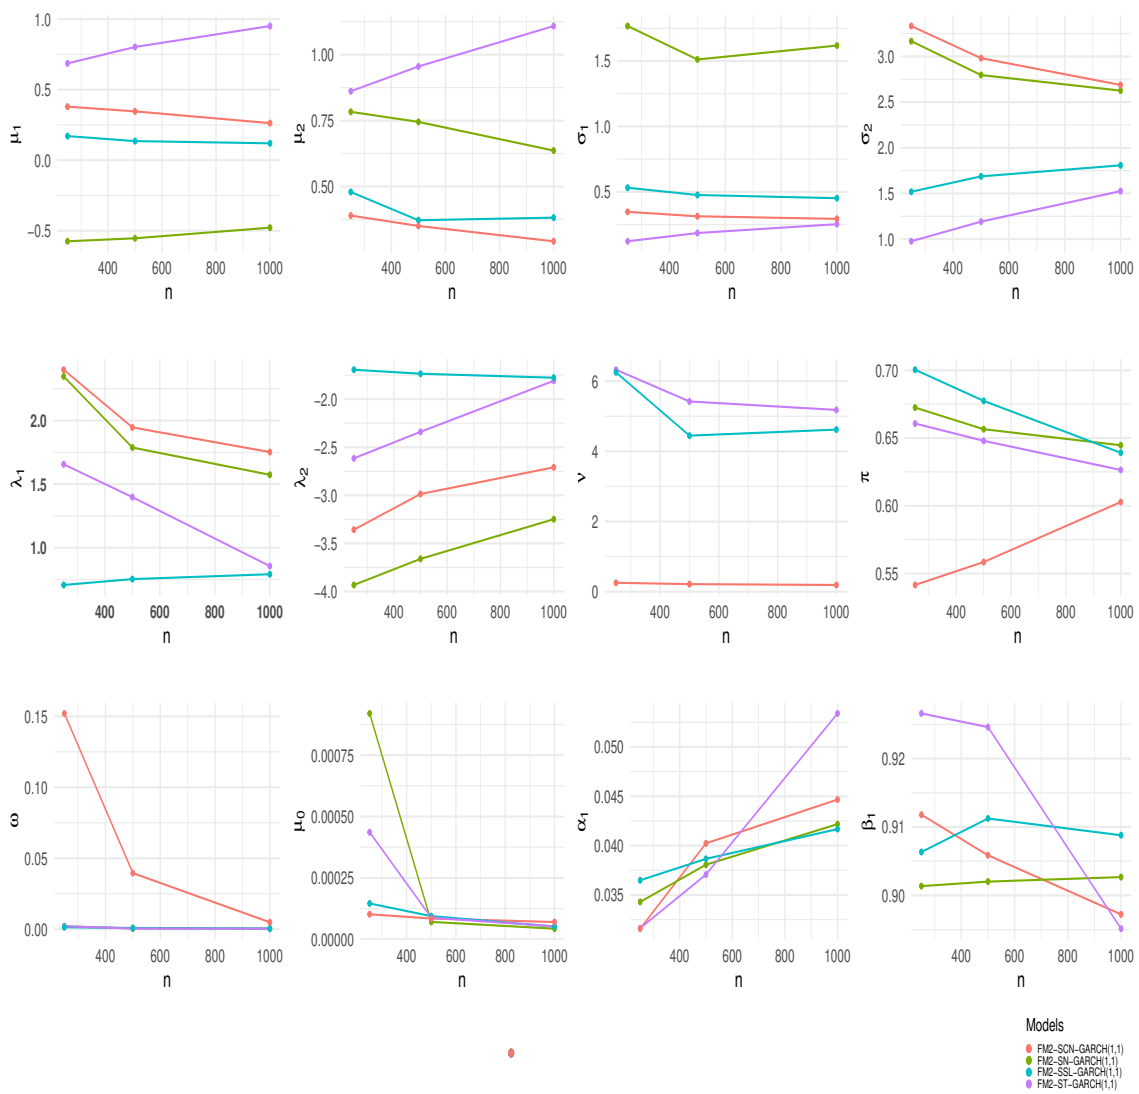 1.0
0.5
0.0
−0.5
μ1
400 600 800 1000
n
1.00
0.75
0.50
μ2
400 600 800 1000
n
1.5
1.0
0.5
σ1
400 600 800 1000
n
3.0
2.5
2.0
1.5
1.0
σ2
400 600 800 1000
n
2.0
1.5
1.0
λ1
400 600 800 1000
n
−2.0
−2.5
−3.0
−3.5
−4.0
λ2
400 600 800 1000
n
6
4
2
0
ν
400 600 800 1000
n
0.70
0.65
0.60
0.55
π
400 600 800 1000
n
0.15
0.10
0.05
0.00
ω
400 600 800 1000
n
0.00075
0.00050
0.00025
0.00000
μ0
400 600 800 1000
n
0.050
0.045
0.040
0.035
α1
400 600 800 1000
n
0.92
0.91
0.90
β1
400 600 800 1000
n
Models
FM2−SCN−GARCH(1,1)
FM2−SN−GARCH(1,1)
FM2−SSL−GARCH(1,1)
FM2−ST−GARCH(1,1)